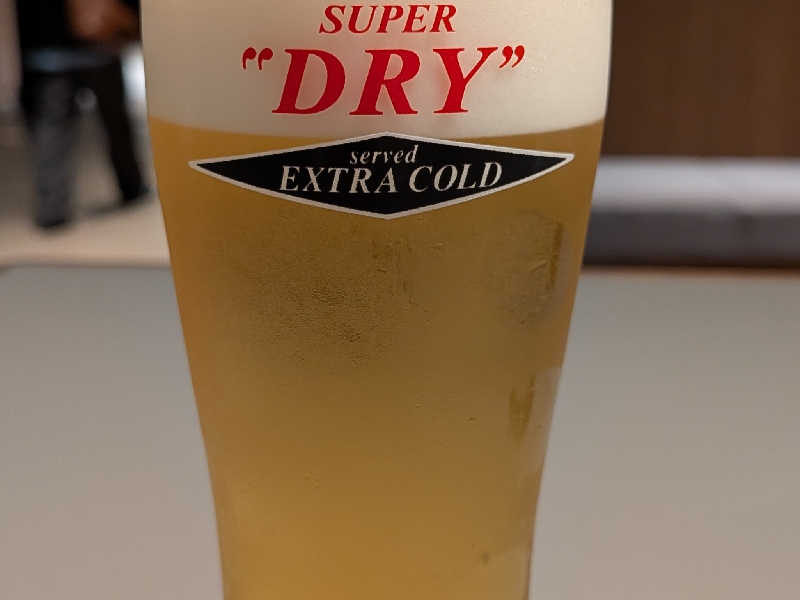 SUPER
"DRY"
served
EXTRA COLD